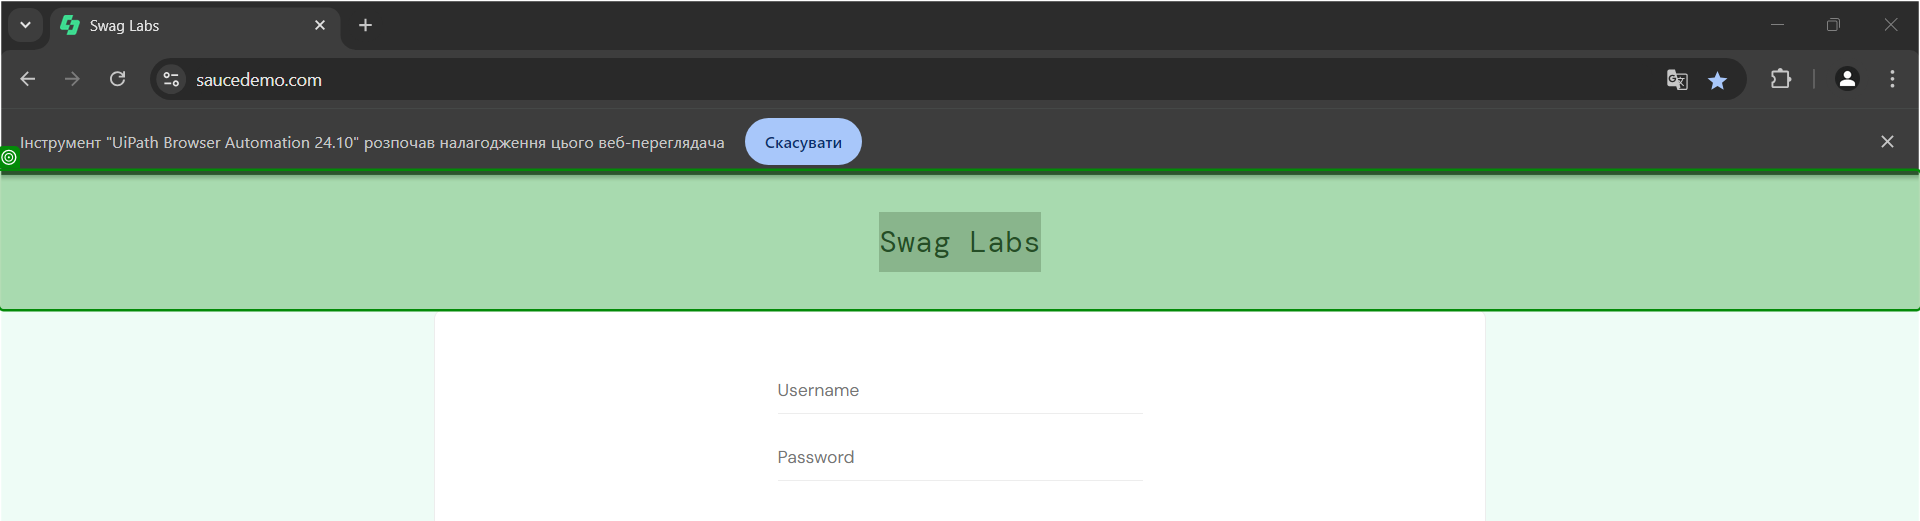 Swag Labs
saucedemo.com
Інструмент "UiPath Browser Automation 24.10" розпочав налагодження цього веб-переглядача
Скасувати
Swag Labs
Username
Password